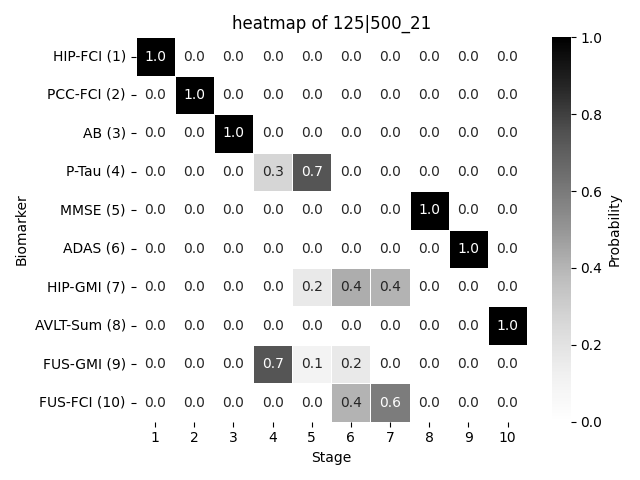 heatmap of 125|500_21
HIP-FCI (1) 1.0 0.0 0.0 0.0 0.0 0.0 0.0 0.0 0.0 0.0
PCC-FCI (2) 0.0 1.0 0.0 0.0 0.0 0.0 0.0 0.0 0.0 0.0
AB (3) 0.0 0.0 1.0 0.0 0.0 0.0 0.0 0.0 0.0 0.0
P-Tau (4) 0.0 0.0 0.0 0.3 0.7 0.0 0.0 0.0 0.0 0.0
MMSE (5) 0.0 0.0 0.0 0.0 0.0 0.0 0.0 1.0 0.0 0.0
ADAS (6) 0.0 0.0 0.0 0.0 0.0 0.0 0.0 0.0 1.0 0.0
HIP-GMI (7) 0.0 0.0 0.0 0.0 0.2 0.4 0.4 0.0 0.0 0.0
AVLT-Sum (8) 0.0 0.0 0.0 0.0 0.0 0.0 0.0 0.0 0.0 1.0
FUS-GMI (9) 0.0 0.0 0.0 0.7 0.1 0.2 0.0 0.0 0.0 0.0
FUS-FCI (10) 0.0 0.0 0.0 0.0 0.0 0.4 0.6 0.0 0.0 0.0
1 2 3 4 5 6 7 8 9 10
Stage
Biomarker
1.0
0.8
0.6
0.4
0.2
0.0
Probability